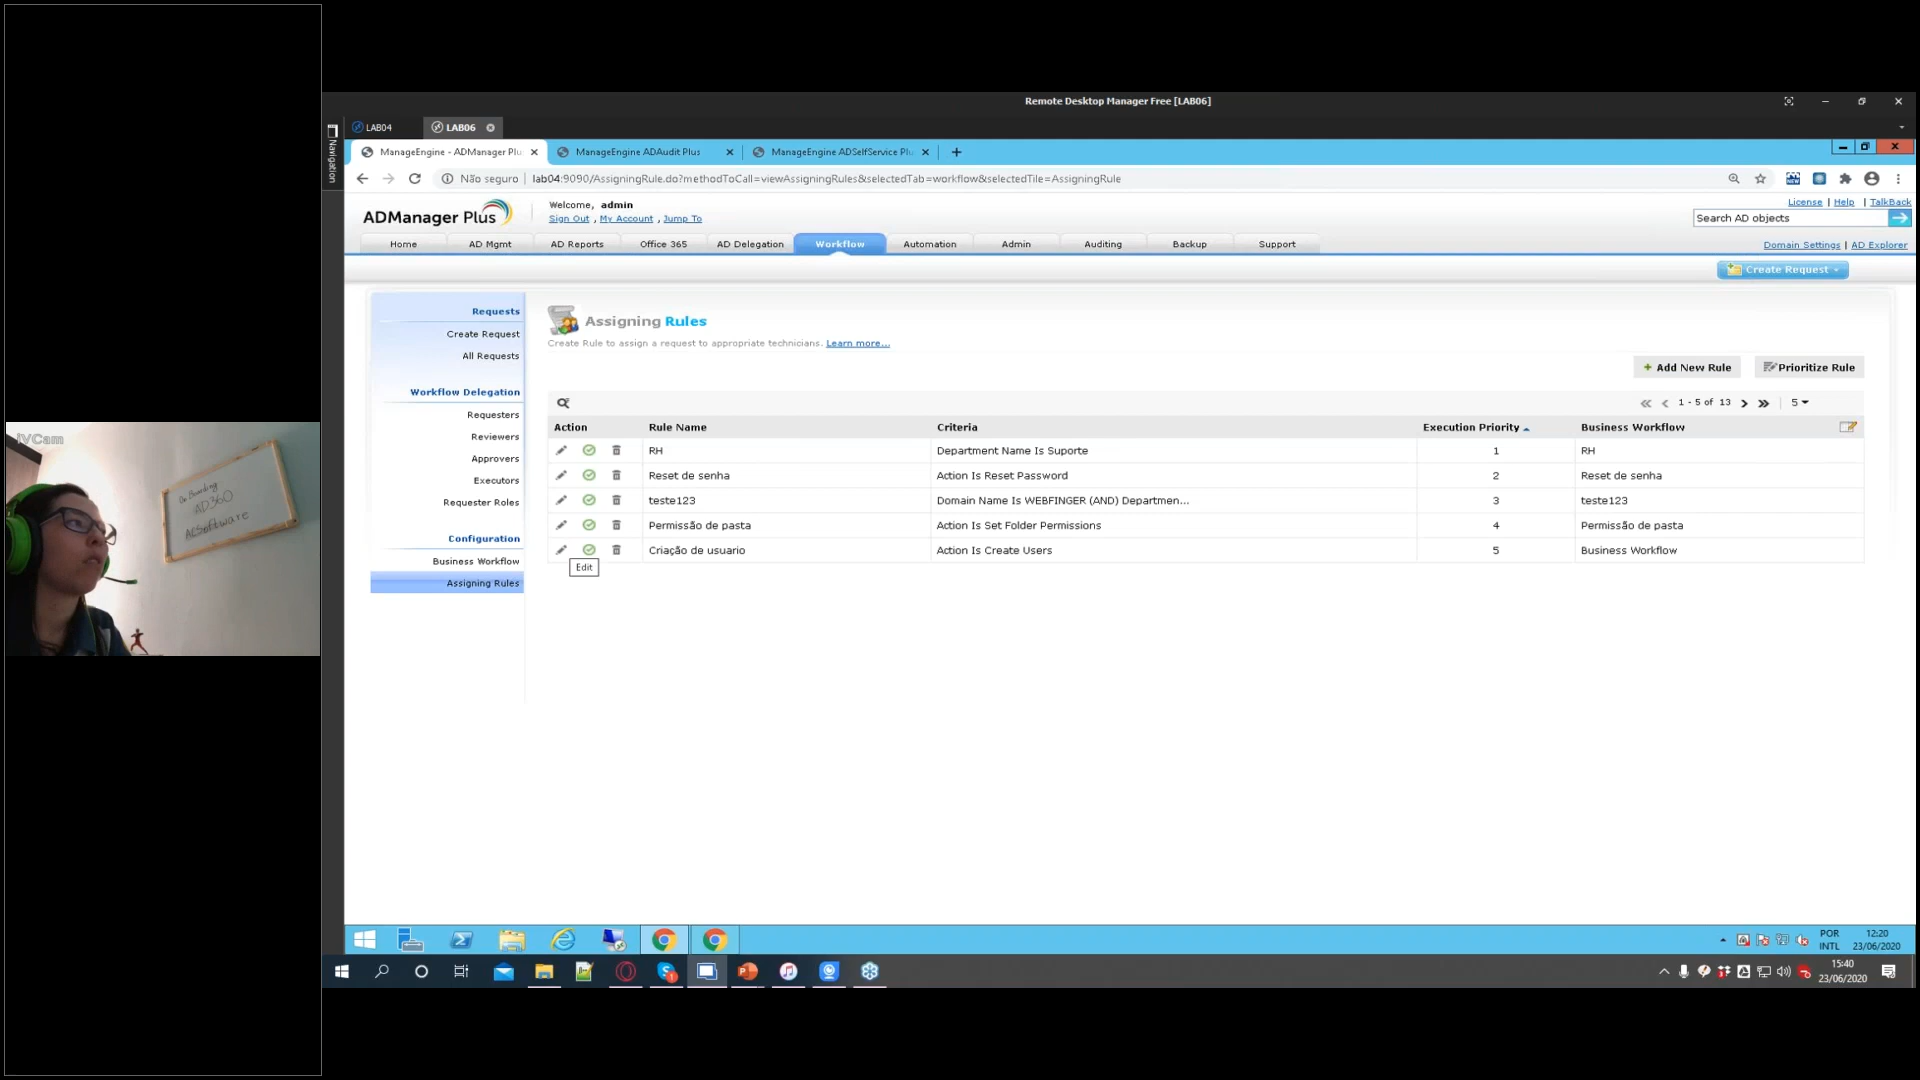 Remote Desktop Manager Free [LAB06]
LAB04
LAB06
Navigation
ManageEngine - ADManager Plu
ManageEngine ADAudit Plus
ManageEngine ADSelfService Plu
Não seguro
lab04:9090/AssigningRule.do?methodToCall=viewAssigningRules&selectedTab=workflow&selectedTile=AssigningRule
ADManager Plus
Welcome, admin
Sign Out , My Account , Jump To
License | Help | TalkBack
Search AD objects
Home
AD Mgmt
AD Reports
Office 365
AD Delegation
Workflow
Automation
Admin
Auditing
Backup
Support
Domain Settings | AD Explorer
Create Request
Requests
Create Request
All Requests
Workflow Delegation
Requesters
Reviewers
Approvers
Executors
Requester Roles
Configuration
Business Workflow
Assigning Rules
Assigning Rules
Create Rule to assign a request to appropriate technicians. Learn more...
+ Add New Rule
Prioritize Rule
1 - 5 of 13
5
Action Rule Name Criteria Execution Priority Business Workflow
RH Department Name Is Suporte 1 RH
Reset de senha Action Is Reset Password 2 Reset de senha
teste123 Domain Name Is WEBFINGER (AND) Departmen... 3 teste123
Permissão de pasta Action Is Set Folder Permissions 4 Permissão de pasta
Criação de usuario Action Is Create Users 5 Business Workflow
Edit
iVCam
On Boarding
AD360
ACSoftware
POR
INTL
12:20
23/06/2020
15:40
23/06/2020